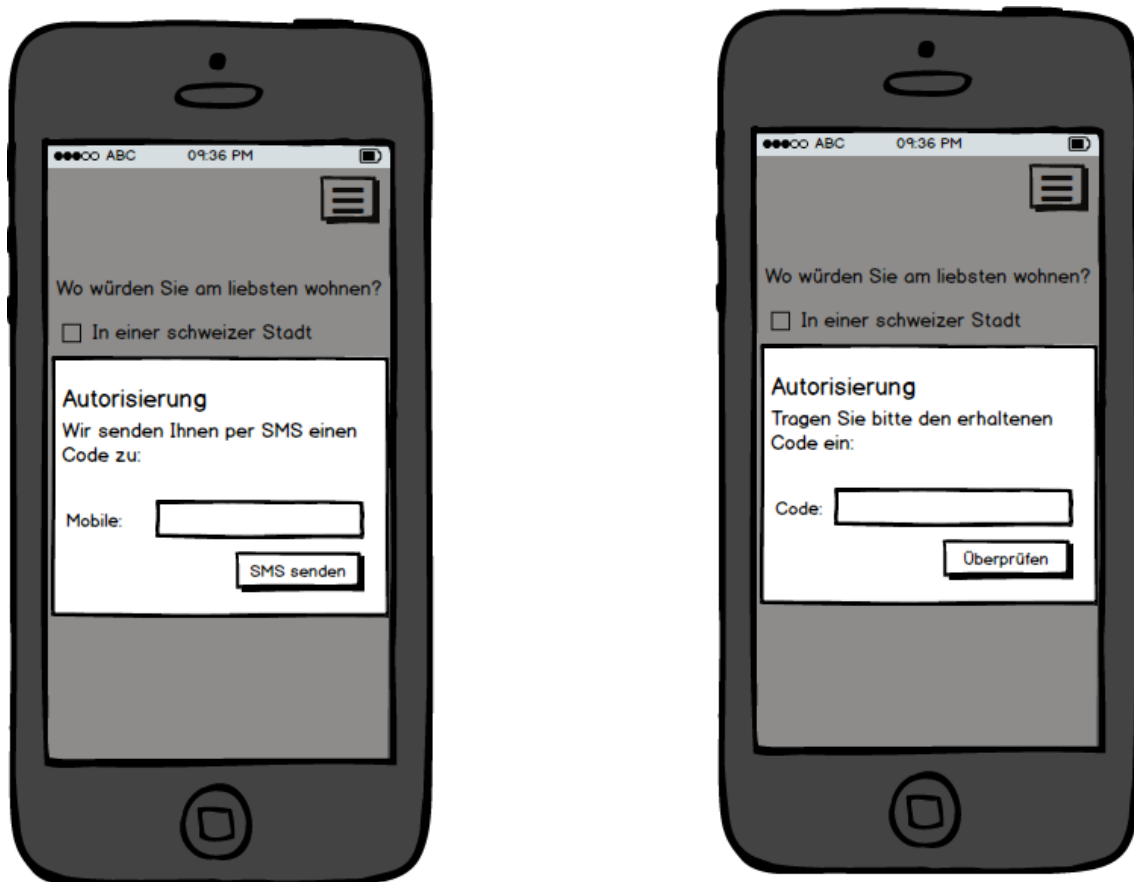 ABC 09:36 PM
Wo würden Sie am liebsten wohnen?
In einer schweizer Stadt
Autorisierung
Wir senden Ihnen per SMS einen
Code zu:
Mobile:
SMS senden
ABC 09:36 PM
Wo würden Sie am liebsten wohnen?
In einer schweizer Stadt
Autorisierung
Tragen Sie bitte den erhaltenen
Code ein:
Code:
Überprüfen